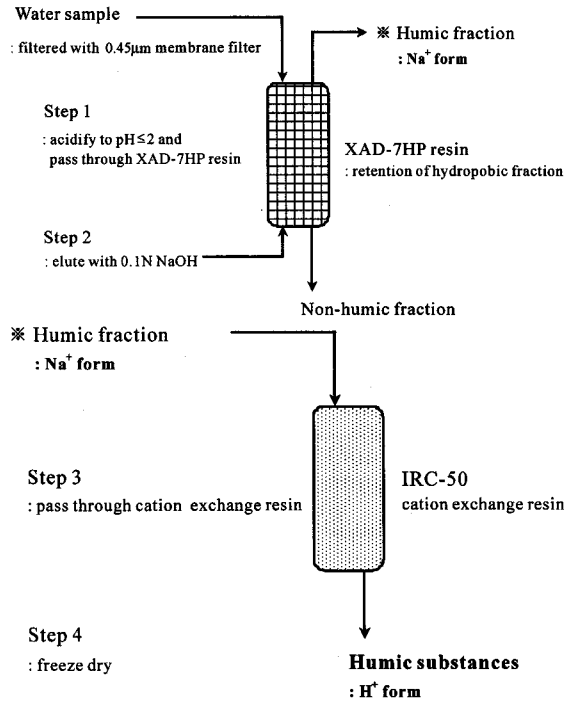 Water sample
: filtered with 0.45μm membrane filter
※ Humic fraction
: Na⁺ form
Step 1
: acidify to pH≤2 and
pass through XAD-7HP resin
XAD-7HP resin
: retention of hydropobic fraction
Step 2
: elute with 0.1N NaOH
Non-humic fraction
※ Humic fraction
: Na⁺ form
Step 3
: pass through cation exchange resin
IRC-50
cation exchange resin
Step 4
: freeze dry
Humic substances
: H⁺ form